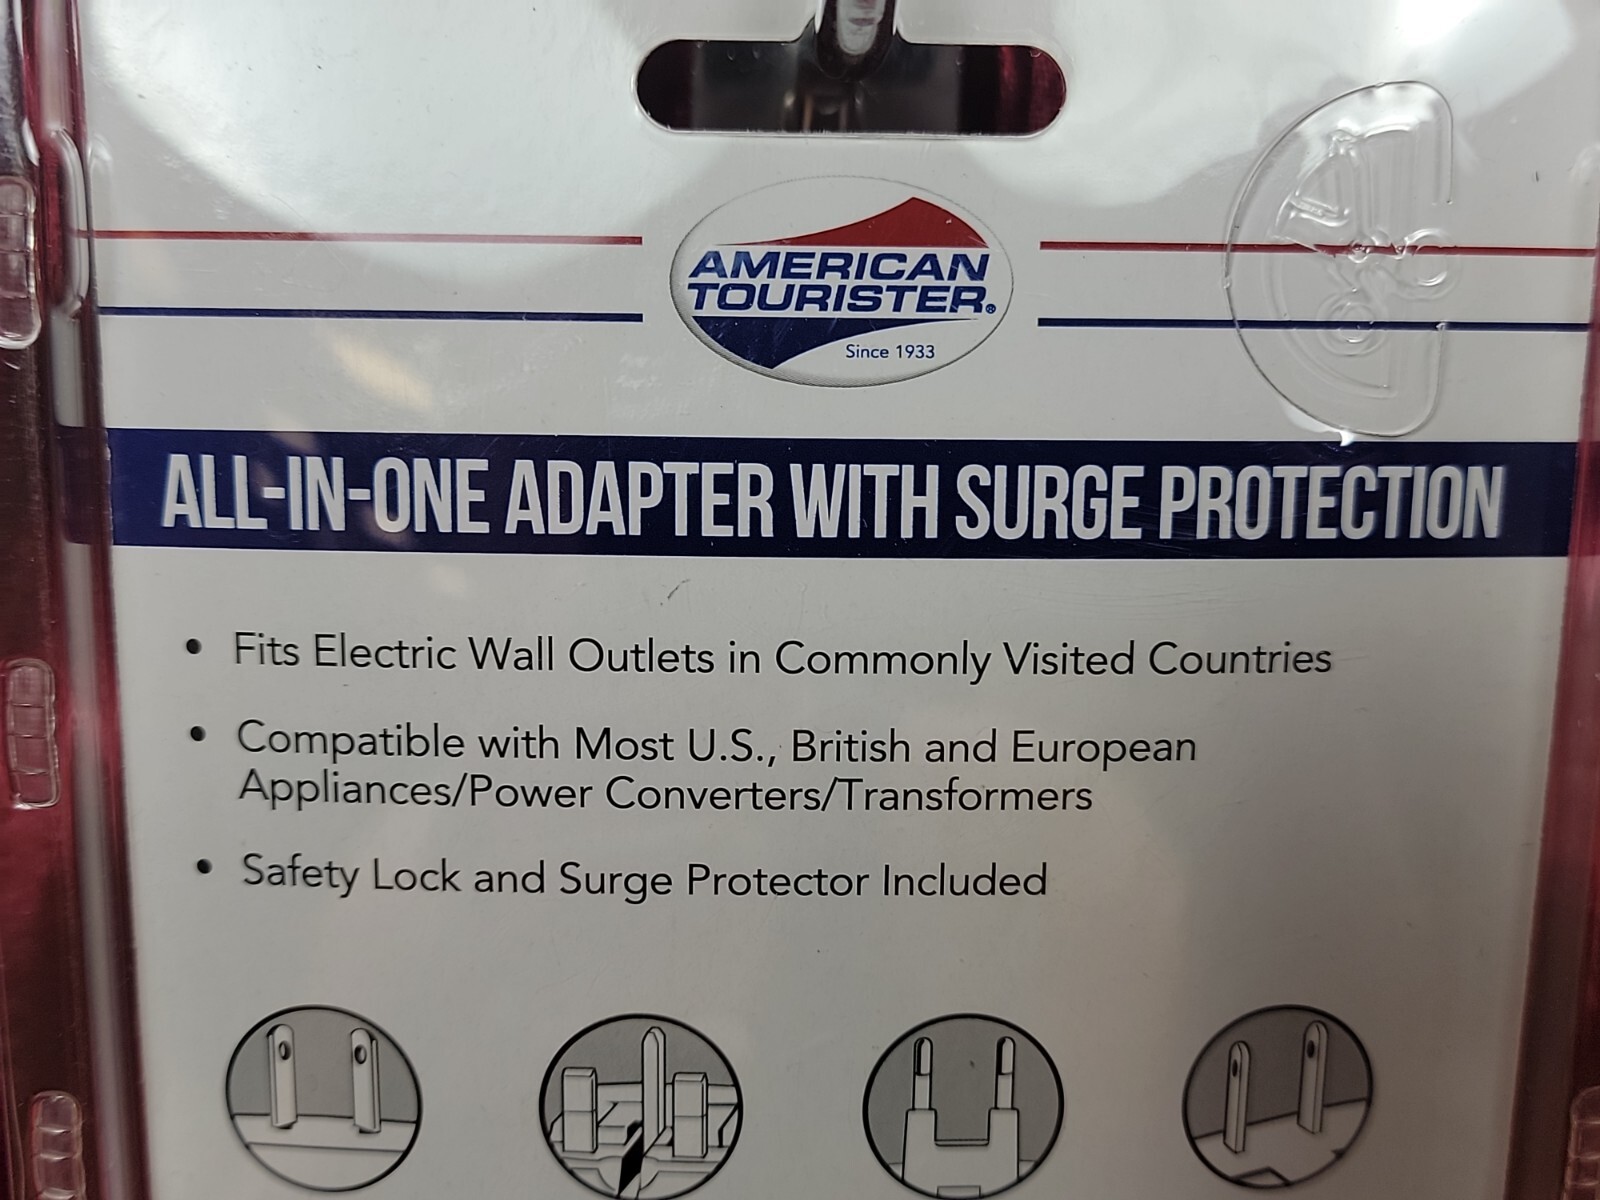 AMERICAN
TOURISTER®
Since 1933
ALL-IN-ONE ADAPTER WITH SURGE PROTECTION
• Fits Electric Wall Outlets in Commonly Visited Countries
• Compatible with Most U.S., British and European
Appliances/Power Converters/Transformers
• Safety Lock and Surge Protector Included